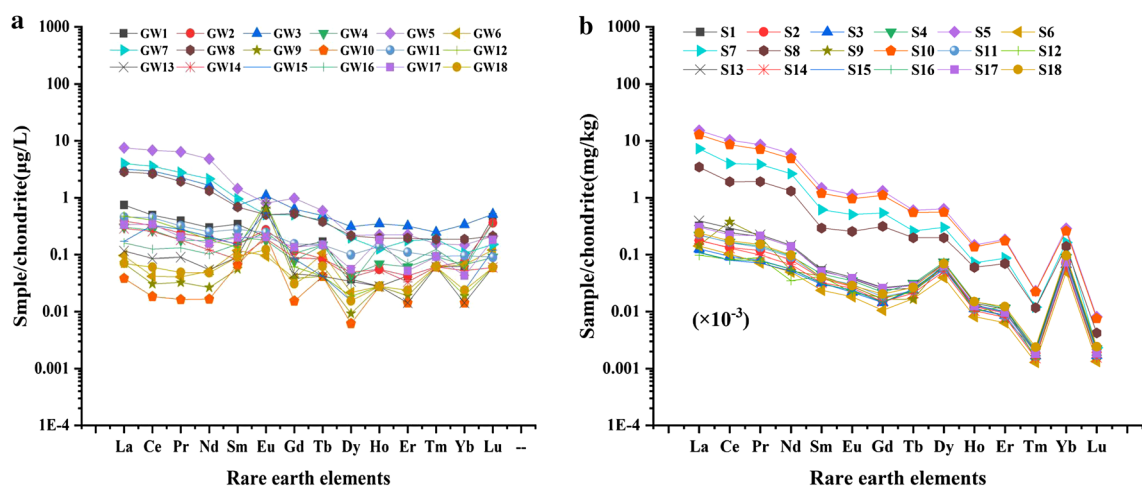 a
GW1 GW2 GW3 GW4 GW5 GW6
GW7 GW8 GW9 GW10 GW11 GW12
GW13 GW14 GW15 GW16 GW17 GW18
1000
100
10
1
0.1
0.01
0.001
1E-4
Smple/chondrite(μg/L)
La Ce Pr Nd Sm Eu Gd Tb Dy Ho Er Tm Yb Lu --
Rare earth elements
b
S1 S2 S3 S4 S5 S6
S7 S8 S9 S10 S11 S12
S13 S14 S15 S16 S17 S18
1000
100
10
1
0.1
0.01
0.001
1E-4
Sample/chondrite(mg/kg)
(×10⁻³)
La Ce Pr Nd Sm Eu Gd Tb Dy Ho Er Tm Yb Lu
Rare earth elements